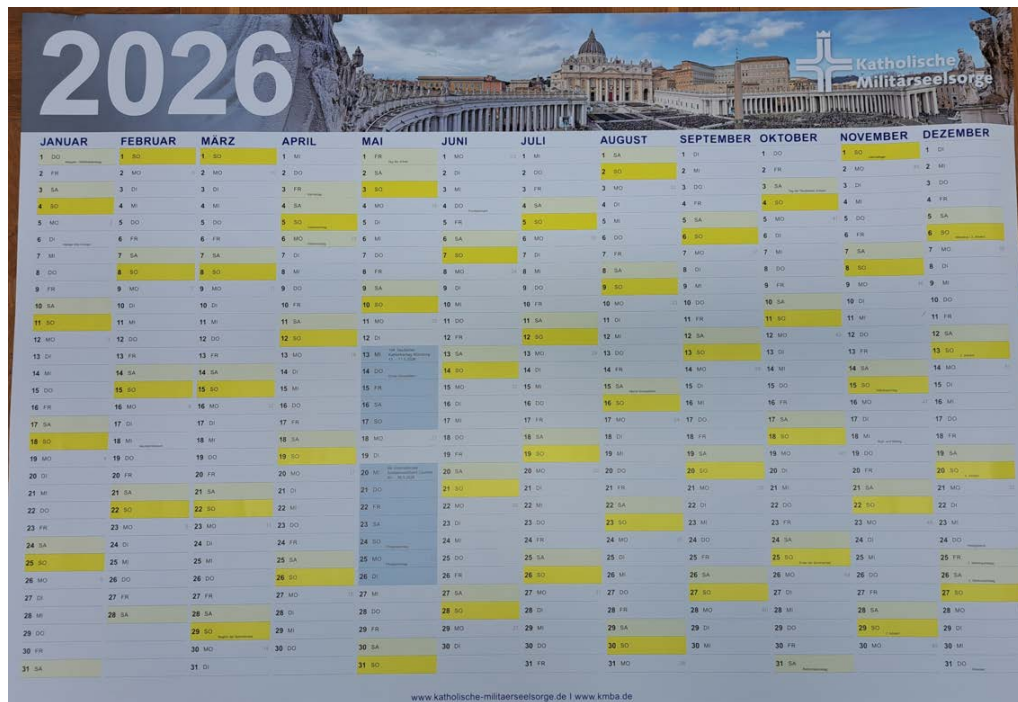 2026
Katholische
Militärseelsorge
JANUAR FEBRUAR MÄRZ APRIL MAI JUNI JULI AUGUST SEPTEMBER OKTOBER NOVEMBER DEZEMBER
1 DO 1 SO 1 SO 1 MI 1 FR 1 MO 1 MI 1 SA 1 DI 1 DO 1 SO 1 DI
Tag der Arbeit
2 FR 2 MO 2 MO 2 DO 2 SA 2 DI 2 DO 2 SO 2 MI 2 FR 2 MO 2 MI
3 SA 3 DI 3 DI 3 FR 3 SO 3 MI 3 FR 3 MO 3 DO 3 SA 3 DI 3 DO
Karfreitag Tag der Deutschen Einheit
4 SO 4 MI 4 MI 4 SA 4 MO 4 DO 4 SA 4 DI 4 FR 4 SO 4 MI 4 FR
Fronleichnam
5 MO 5 DO 5 DO 5 SO 5 DI 5 FR 5 SO 5 MI 5 SA 5 MO 5 DO 5 SA
Ostersonntag
6 DI 6 FR 6 FR 6 MO 6 MI 6 SA 6 MO 6 DO 6 SO 6 DI 6 FR 6 SO
Heilige Drei Könige Ostermontag
7 MI 7 SA 7 SA 7 DI 7 DO 7 SO 7 DI 7 FR 7 MO 7 MI 7 SA 7 MO
8 DO 8 SO 8 SO 8 MI 8 FR 8 MO 8 MI 8 SA 8 DI 8 DO 8 SO 8 DI
9 FR 9 MO 9 MO 9 DO 9 SA 9 DI 9 DO 9 SO 9 MI 9 FR 9 MO 9 MI
10 SA 10 DI 10 DI 10 FR 10 SO 10 MI 10 FR 10 MO 10 DO 10 SA 10 DI 10 DO
11 SO 11 MI 11 MI 11 SA 11 MO 11 DO 11 SA 11 DI 11 FR 11 SO 11 MI 11 FR
12 MO 12 DO 12 DO 12 SO 12 DI 12 FR 12 SO 12 MI 12 SA 12 MO 12 DO 12 SA
13 DI 13 FR 13 FR 13 MO 13 MI 13 SA 13 MO 13 DO 13 SO 13 DI 13 FR 13 SO
104. Deutscher
Katholikentag Würzburg
3. Advent
14 MI 14 SA 14 SA 14 DI 14 DO 14 SO 14 DI 14 FR 14 MO 14 MI 14 SA 14 MO
15 DO 15 SO 15 SO 15 MI 15 FR 15 MO 15 MI 15 SA 15 DI 15 DO 15 SO 15 DI
16 FR 16 MO 16 MO 16 DO 16 SA 16 DI 16 DO 16 SO 16 MI 16 FR 16 MO 16 MI
17 SA 17 DI 17 DI 17 FR 17 SO 17 MI 17 FR 17 MO 17 DO 17 SA 17 DI 17 DO
18 SO 18 MI 18 MI 18 SA 18 MO 18 DO 18 SA 18 DI 18 FR 18 SO 18 MI 18 FR
19 MO 19 DO 19 DO 19 SO 19 DI 19 FR 19 SO 19 MI 19 SA 19 MO 19 DO 19 SA
20 DI 20 FR 20 FR 20 MO 20 MI 20 SA 20 MO 20 DO 20 SO 20 DI 20 FR 20 SO
4. Advent
21 MI 21 SA 21 SA 21 DI 21 DO 21 SO 21 DI 21 FR 21 MO 21 MI 21 SA 21 MO
22 DO 22 SO 22 SO 22 MI 22 FR 22 MO 22 MI 22 SA 22 DI 22 DO 22 SO 22 DI
23 FR 23 MO 23 MO 23 DO 23 SA 23 DI 23 DO 23 SO 23 MI 23 FR 23 MO 23 MI
24 SA 24 DI 24 DI 24 FR 24 SO 24 MI 24 FR 24 MO 24 DO 24 SA 24 DI 24 DO
Pfingstsonntag
25 SO 25 MI 25 MI 25 SA 25 MO 25 DO 25 SA 25 DI 25 FR 25 SO 25 MI 25 FR
Pfingstmontag Ende der Sommerzeit 1. Weihnachtstag
26 MO 26 DO 26 DO 26 SO 26 DI 26 FR 26 SO 26 MI 26 SA 26 MO 26 DO 26 SA
2. Weihnachtstag
27 DI 27 FR 27 FR 27 MO 27 MI 27 SA 27 MO 27 DO 27 SO 27 DI 27 FR 27 SO
28 MI 28 SA 28 SA 28 DI 28 DO 28 SO 28 DI 28 FR 28 MO 28 MI 28 SA 28 MO
29 DO 29 SO 29 MI 29 FR 29 MO 29 MI 29 SA 29 DI 29 DO 29 SO 29 DI
Beginn der Sommerzeit 1. Advent
30 FR 30 MO 30 DO 30 SA 30 DI 30 DO 30 SO 30 MI 30 FR 30 MO 30 MI
31 SA 31 DI 31 SO 31 FR 31 MO 31 SA 31 DO
Reformationstag Silvester
www.katholische-militaerseelsorge.de I www.kmba.de